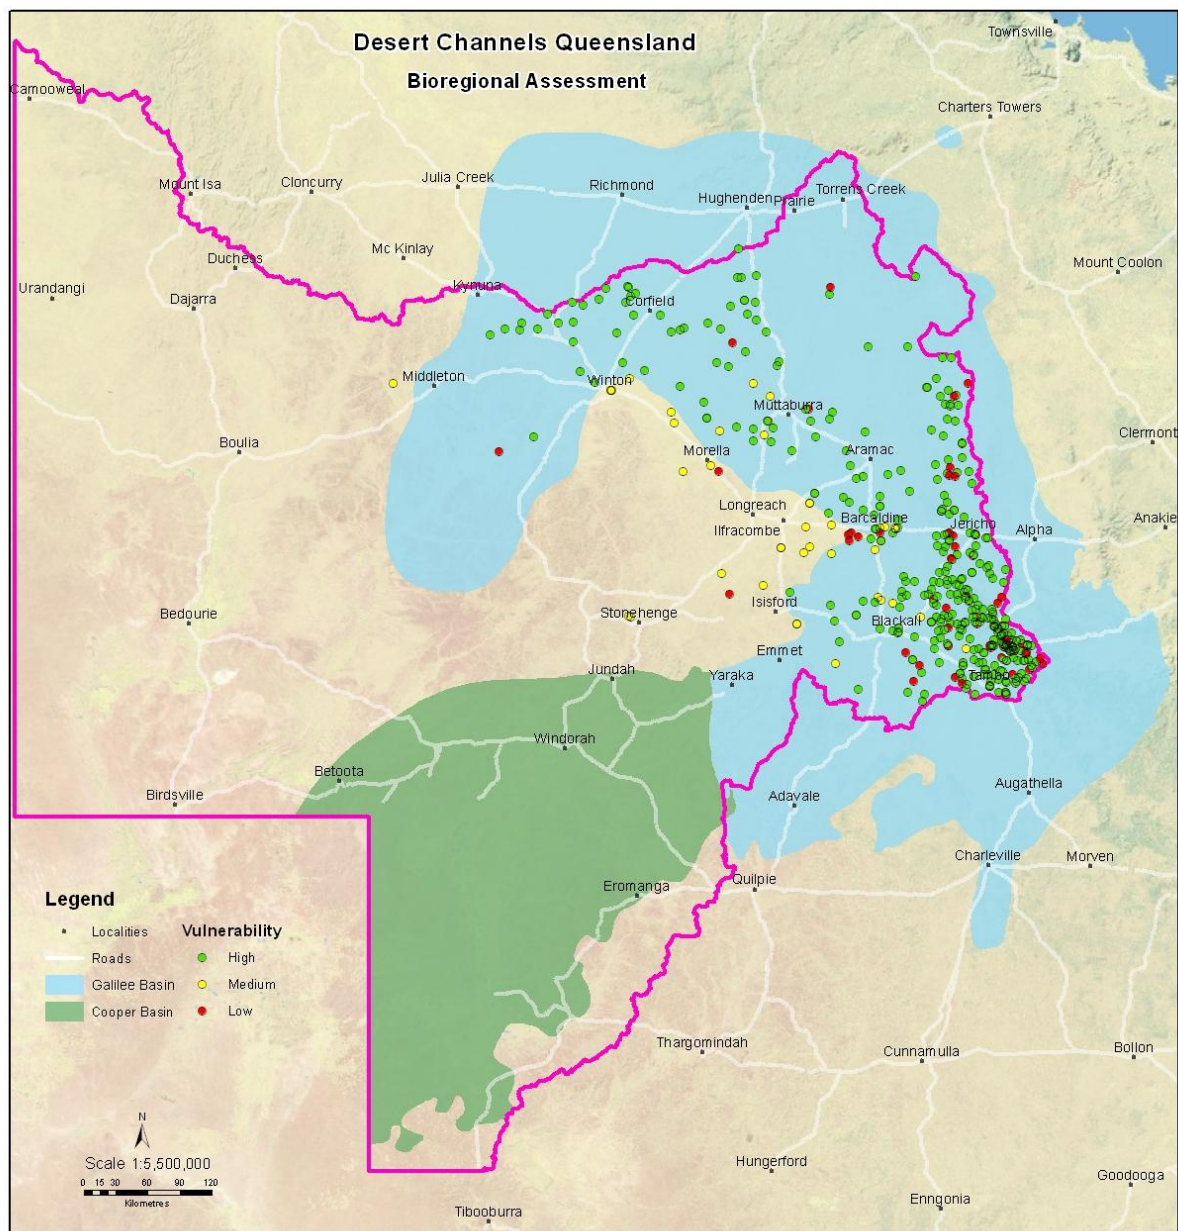 Desert Channels Queensland
Bioregional Assessment
Townsville
Camooweal
Charters Towers
Mount Isa
Cloncurry
Julia Creek
Richmond
Hughenden
Prairie
Torrens Creek
Mc Kinlay
Duchess
Mount Coolon
Urandangi
Dajarra
Kynuna
Corfield
Middleton
Winton
Muttaburra
Boulia
Clermont
Morella
Aramac
Longreach
Ilfracombe
Barcaldine
Jericho
Alpha
Anakie
Bedourie
Stonehenge
Isisford
Blackall
Emmet
Jundah
Yaraka
Tambo
Windorah
Betoota
Birdsville
Adavale
Augathella
Charleville
Morven
Eromanga
Quilpie
Legend
Localities
Roads
Galilee Basin
Cooper Basin
Vulnerability
High
Medium
Low
Thargomindah
Cunnamulla
Bollon
N
Scale 1:5,500,000
0 15 30 60 90 120
Kilometres
Hungerford
Goodooga
Enngonia
Tibooburra